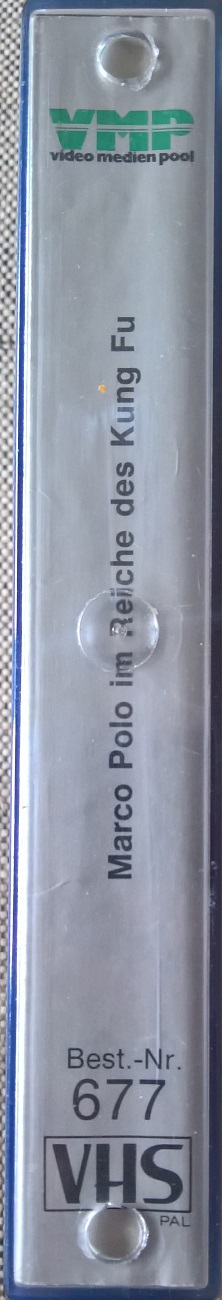 VMP
video medien pool
Marco Polo im Reiche des Kung Fu
Best.-Nr.
677
VHS
PAL